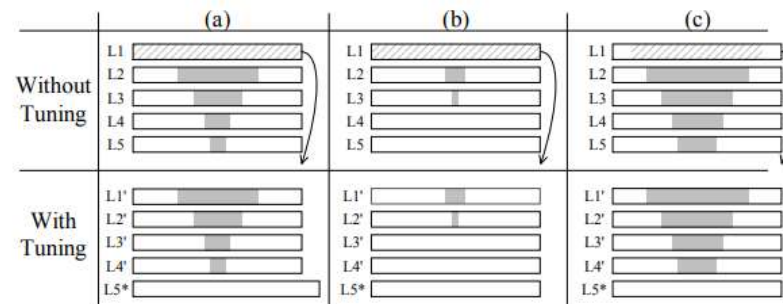 (a) (b) (c)
Without
Tuning
L1
L2
L3
L4
L5
L1
L2
L3
L4
L5
L1
L2
L3
L4
L5
With
Tuning
L1'
L2'
L3'
L4'
L5*
L1'
L2'
L3'
L4'
L5*
L1'
L2'
L3'
L4'
L5*